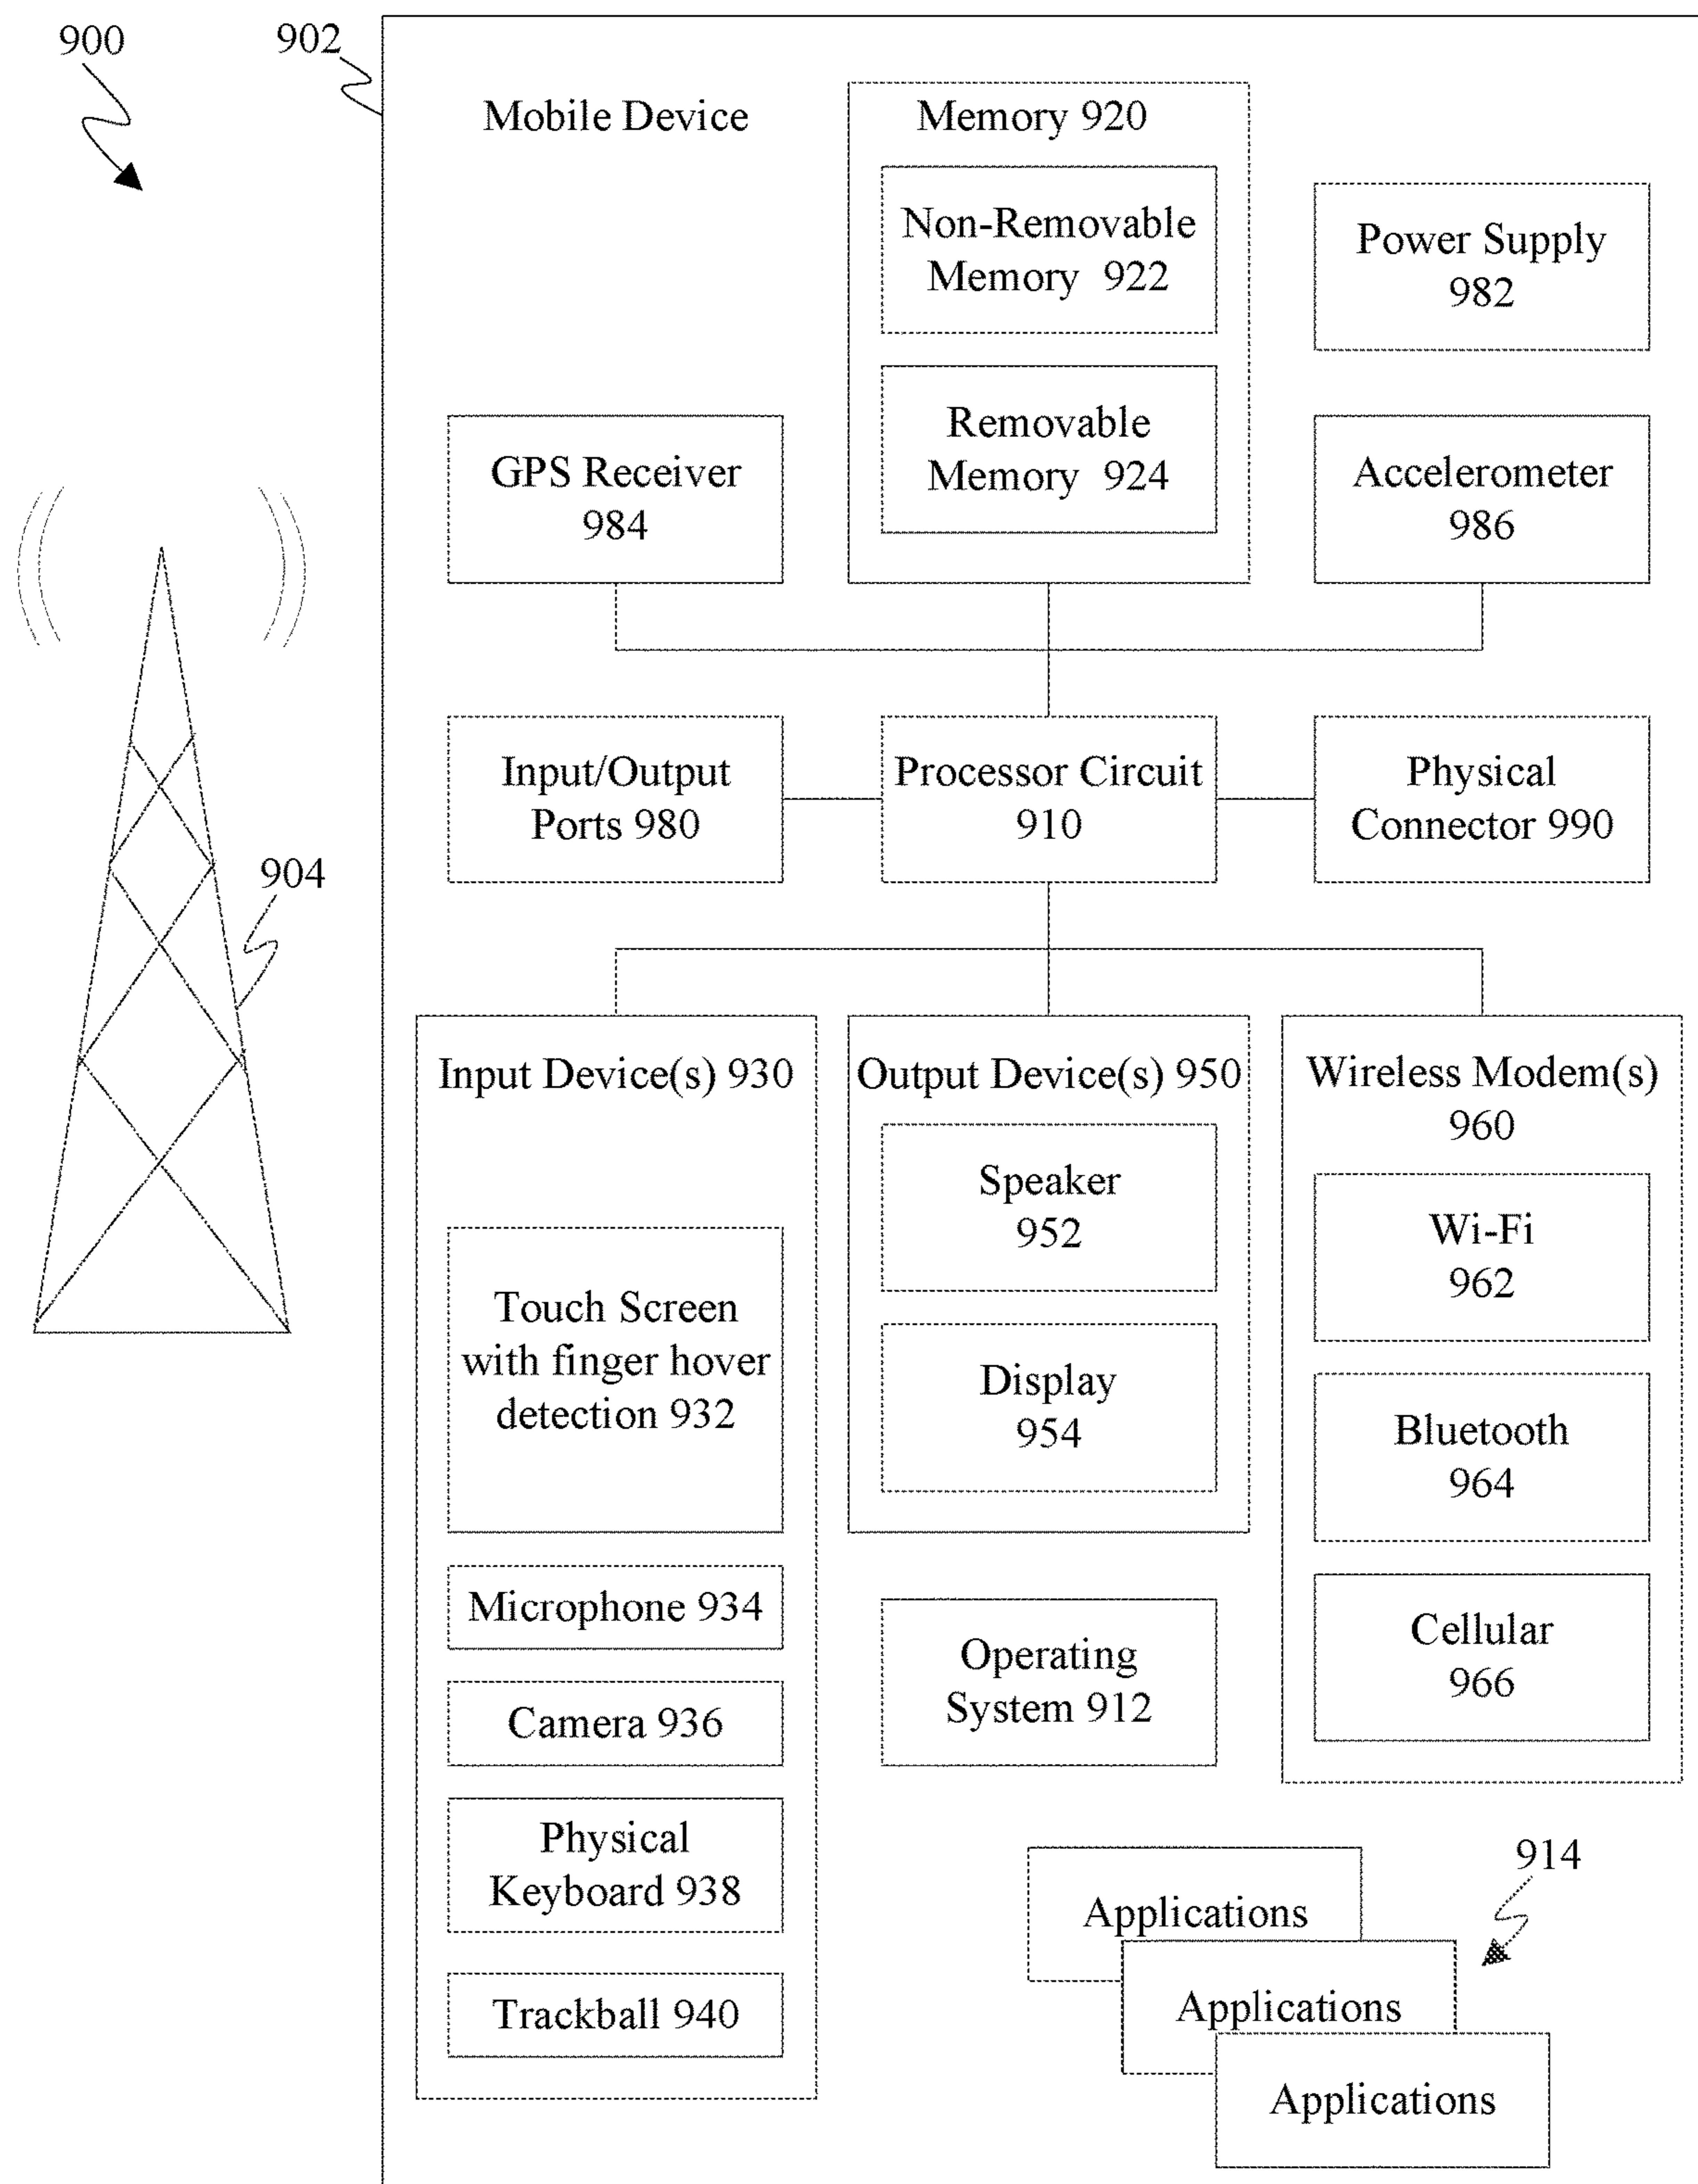 900
902
Mobile Device
Memory 920
Non-Removable
Memory 922
Power Supply
982
Removable
Memory 924
GPS Receiver
984
Accelerometer
986
Input/Output
Ports 980
Processor Circuit
910
Physical
Connector 990
904
Input Device(s) 930
Touch Screen
with finger hover
detection 932
Microphone 934
Camera 936
Physical
Keyboard 938
Trackball 940
Output Device(s) 950
Speaker
952
Display
954
Operating
System 912
Wireless Modem(s)
960
Wi-Fi
962
Bluetooth
964
Cellular
966
914
Applications
Applications
Applications